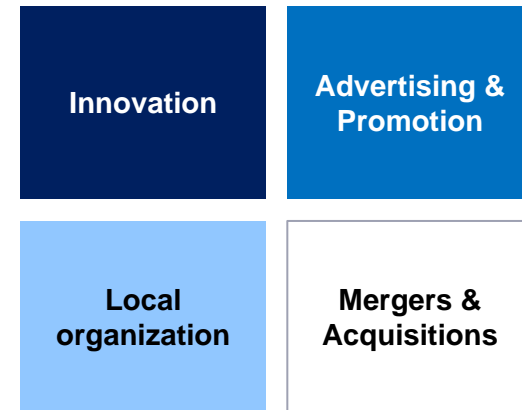 Innovation
Advertising &
Promotion
Local
organization
Mergers &
Acquisitions